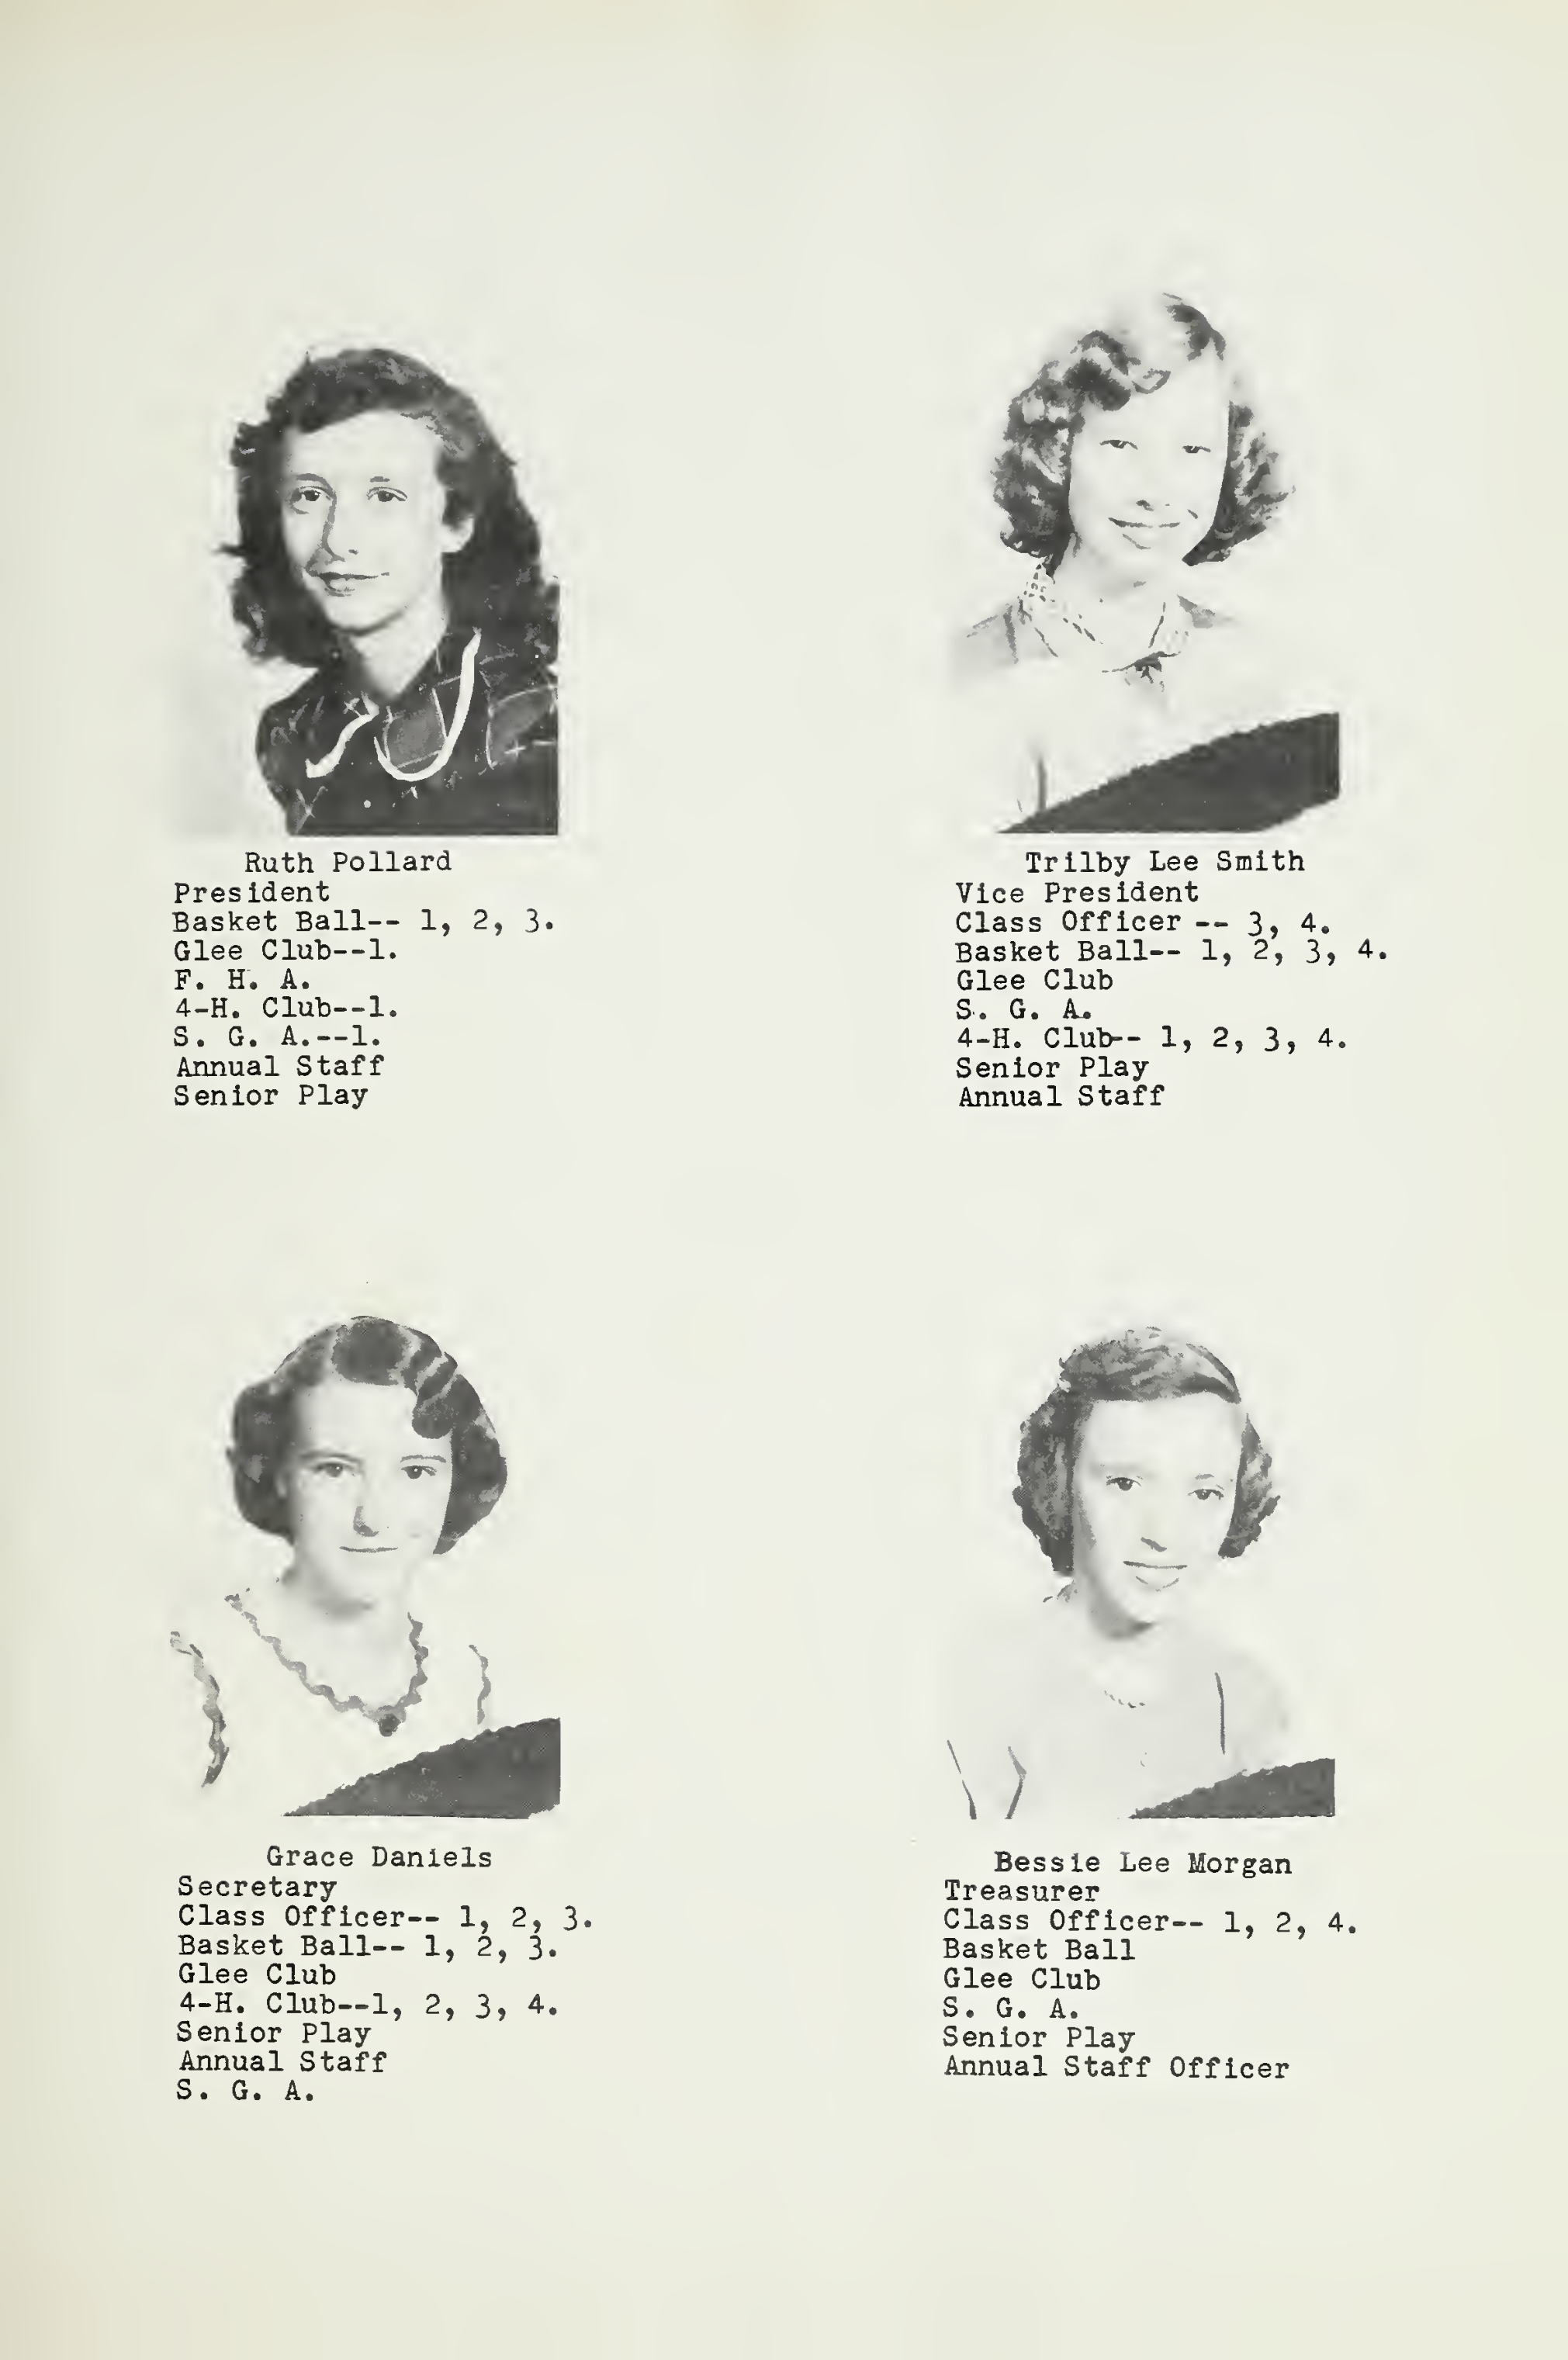 Ruth Pollard
President
Basket Ball-- 1, 2, 3.
Glee Club--1.
F. H. A.
4-H. Club--1.
S. G. A.--1.
Annual Staff
Senior Play
Trilby Lee Smith
Vice President
Class Officer -- 3, 4.
Basket Ball-- 1, 2, 3, 4.
Glee Club
S. G. A.
4-H. Club-- 1, 2, 3, 4.
Senior Play
Annual Staff
Grace Daniels
Secretary
Class Officer-- 1, 2, 3.
Basket Ball-- 1, 2, 3.
Glee Club
4-H. Club--1, 2, 3, 4.
Senior Play
Annual Staff
S. G. A.
Bessie Lee Morgan
Treasurer
Class Officer-- 1, 2, 4.
Basket Ball
Glee Club
S. G. A.
Senior Play
Annual Staff Officer